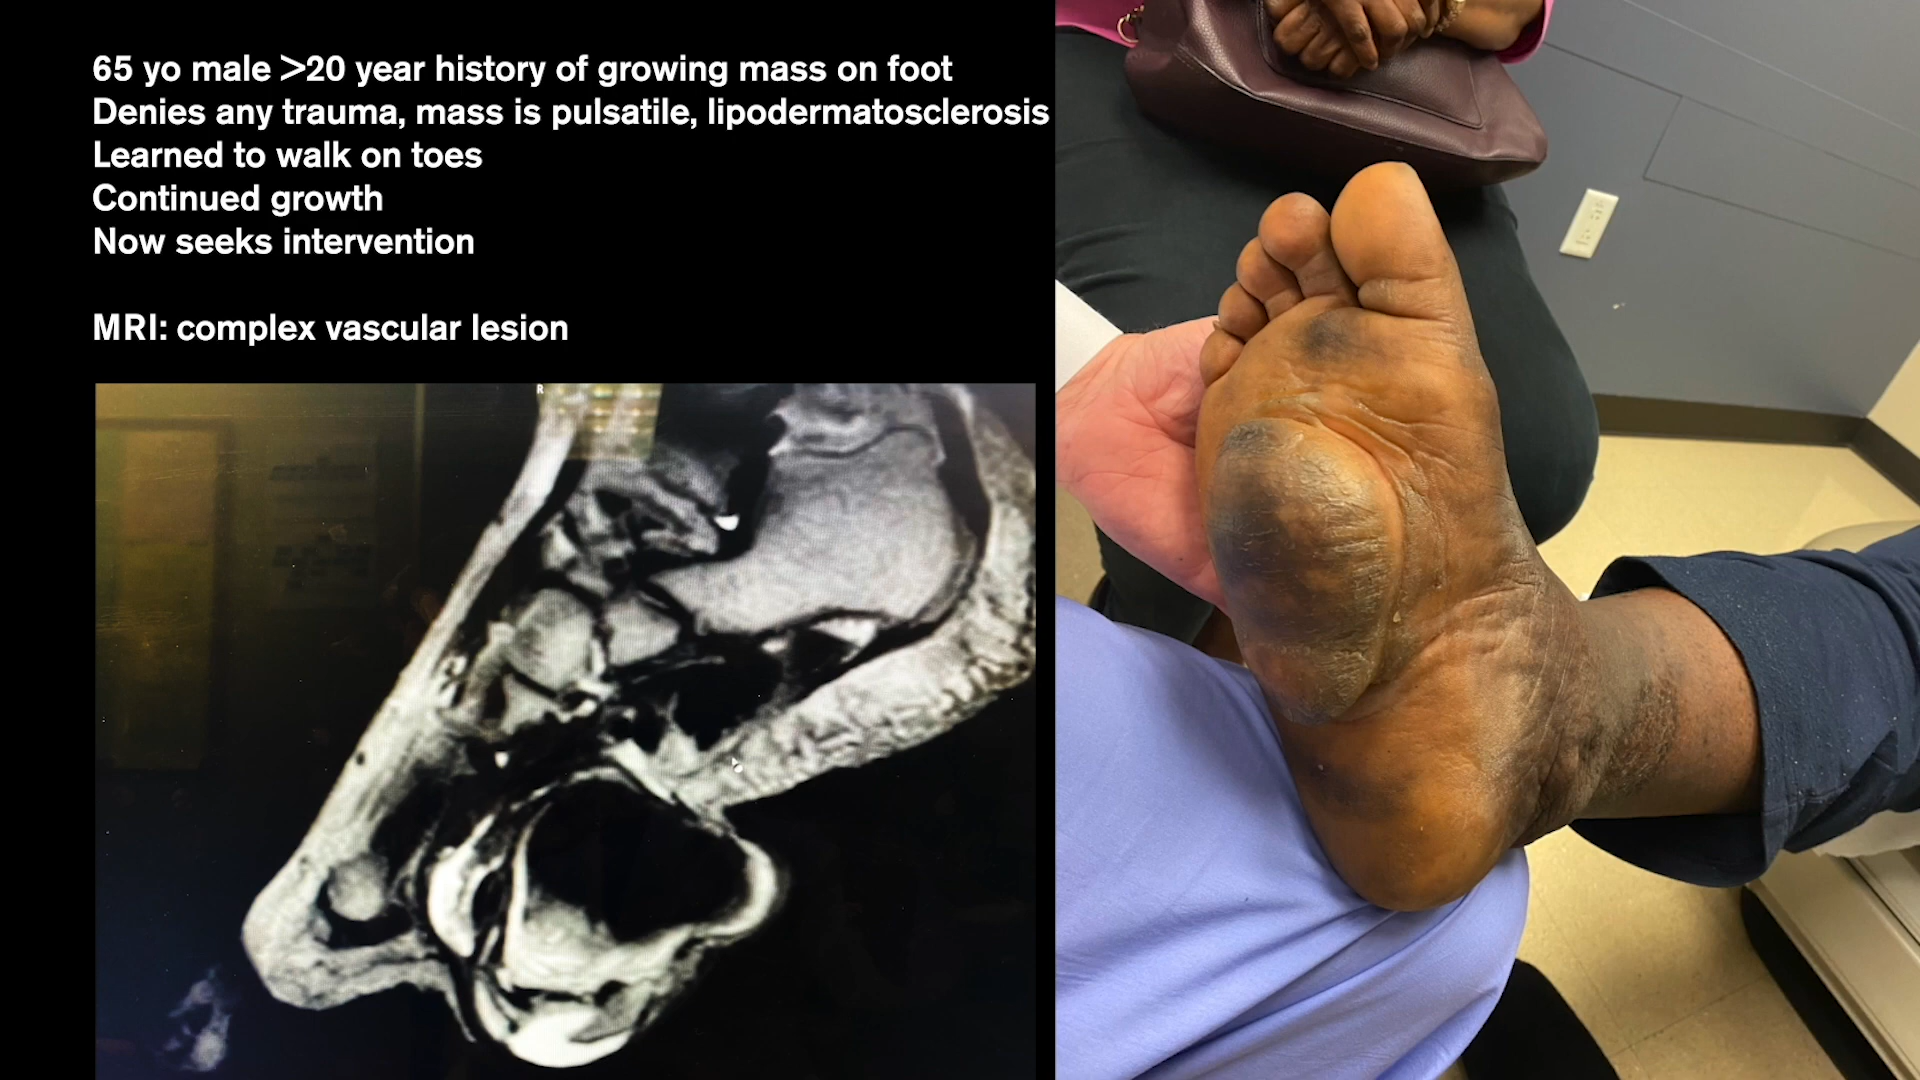 65 yo male >20 year history of growing mass on foot
Denies any trauma, mass is pulsatile, lipodermatosclerosis
Learned to walk on toes
Continued growth
Now seeks intervention
MRI: complex vascular lesion
R